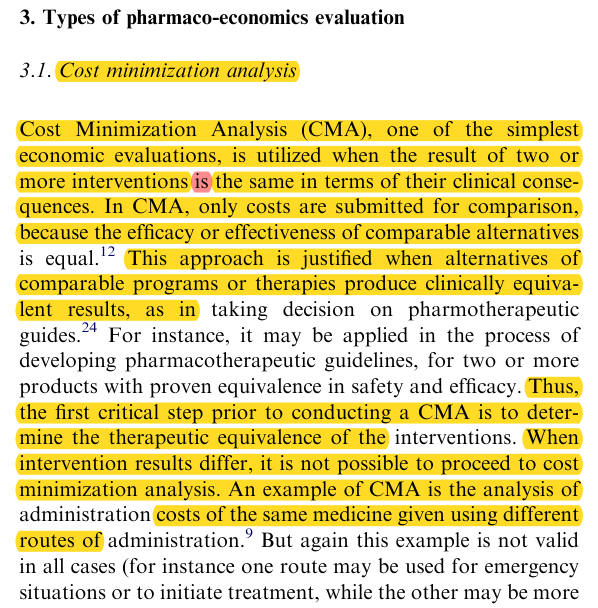 3. Types of pharmaco-economics evaluation
3.1. Cost minimization analysis
Cost Minimization Analysis (CMA), one of the simplest
economic evaluations, is utilized when the result of two or
more interventions is the same in terms of their clinical conse-
quences. In CMA, only costs are submitted for comparison,
because the efficacy or effectiveness of comparable alternatives
is equal.12 This approach is justified when alternatives of
comparable programs or therapies produce clinically equiva-
lent results, as in taking decision on pharmotherapeutic
guides.24 For instance, it may be applied in the process of
developing pharmacotherapeutic guidelines, for two or more
products with proven equivalence in safety and efficacy. Thus,
the first critical step prior to conducting a CMA is to deter-
mine the therapeutic equivalence of the interventions. When
intervention results differ, it is not possible to proceed to cost
minimization analysis. An example of CMA is the analysis of
administration costs of the same medicine given using different
routes of administration.9 But again this example is not valid
in all cases (for instance one route may be used for emergency
situations or to initiate treatment, while the other may be more